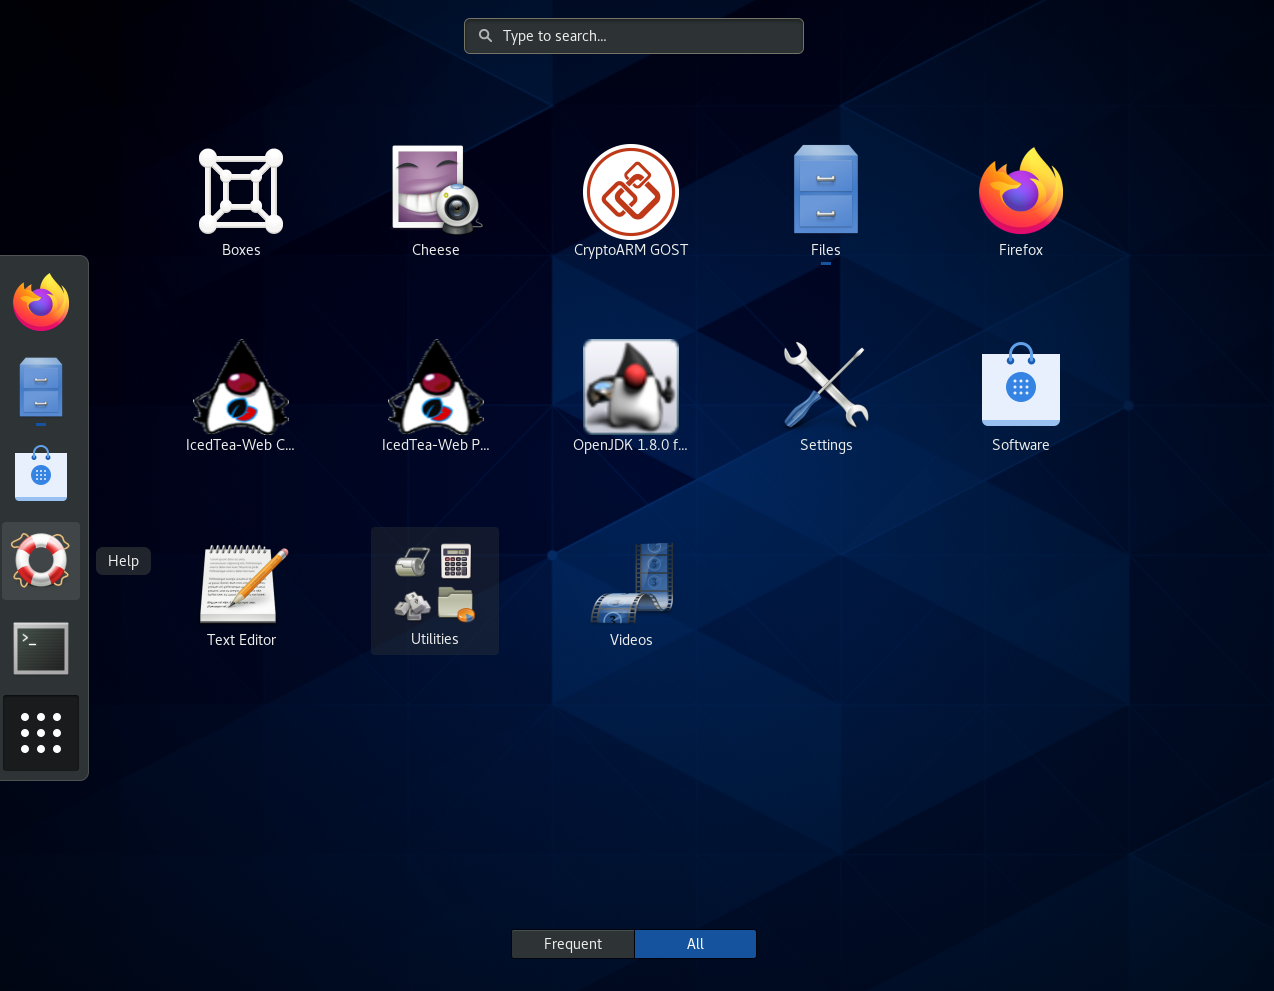 Type to search...
Boxes
Cheese
CryptoARM GOST
Files
Firefox
IcedTea-Web C...
IcedTea-Web P...
OpenJDK 1.8.0 f...
Settings
Software
Help
Text Editor
Utilities
Videos
Frequent
All